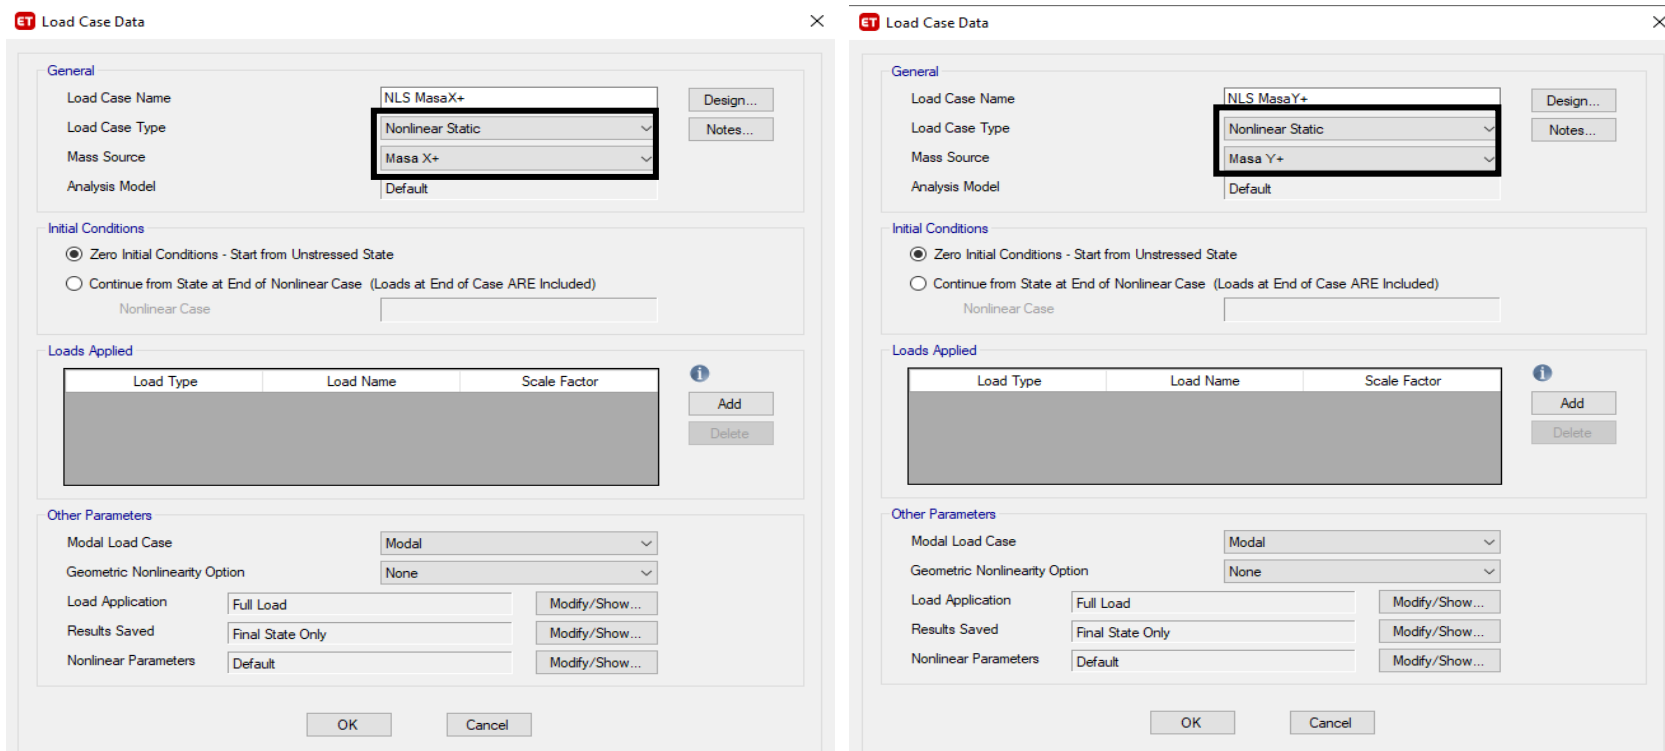 ET Load Case Data
General
Load Case Name NLS MasaX+ Design...
Load Case Type Nonlinear Static Notes...
Mass Source Masa X+
Analysis Model Default
Initial Conditions
Zero Initial Conditions - Start from Unstressed State
Continue from State at End of Nonlinear Case (Loads at End of Case ARE Included)
Nonlinear Case
Loads Applied
Load Type Load Name Scale Factor
i
Add
Delete
Other Parameters
Modal Load Case Modal
Geometric Nonlinearity Option None
Load Application Full Load Modify/Show...
Results Saved Final State Only Modify/Show...
Nonlinear Parameters Default Modify/Show...
OK Cancel
ET Load Case Data
General
Load Case Name NLS MasaY+ Design...
Load Case Type Nonlinear Static Notes...
Mass Source Masa Y+
Analysis Model Default
Initial Conditions
Zero Initial Conditions - Start from Unstressed State
Continue from State at End of Nonlinear Case (Loads at End of Case ARE Included)
Nonlinear Case
Loads Applied
Load Type Load Name Scale Factor
i
Add
Delete
Other Parameters
Modal Load Case Modal
Geometric Nonlinearity Option None
Load Application Full Load Modify/Show...
Results Saved Final State Only Modify/Show...
Nonlinear Parameters Default Modify/Show...
OK Cancel